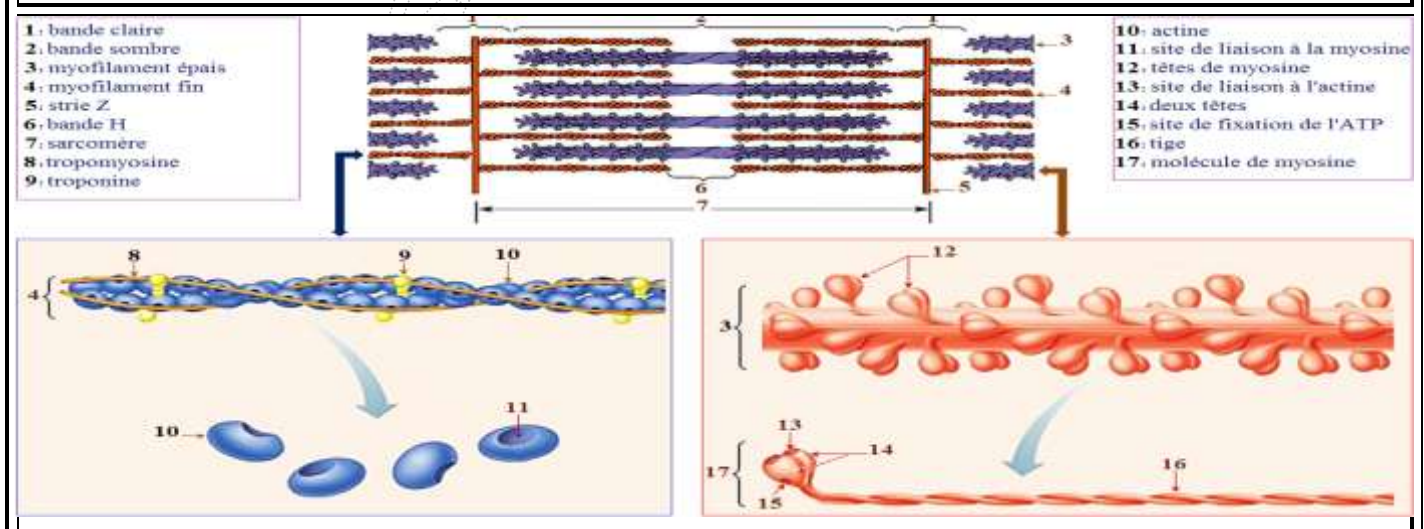 1: bande claire
2: bande sombre
3: myofilament épais
4: myofilament fin
5: strie Z
6: bande H
7: sarcomère
8: tropomyosine
9: troponine
1 2 1
3
4
6
5
7
10: actine
11: site de liaison à la myosine
12: têtes de myosine
13: site de liaison à l'actine
14: deux têtes
15: site de fixation de l'ATP
16: tige
17: molécule de myosine
8 9 10
4
11
10
12
3
13
14
17
16
15